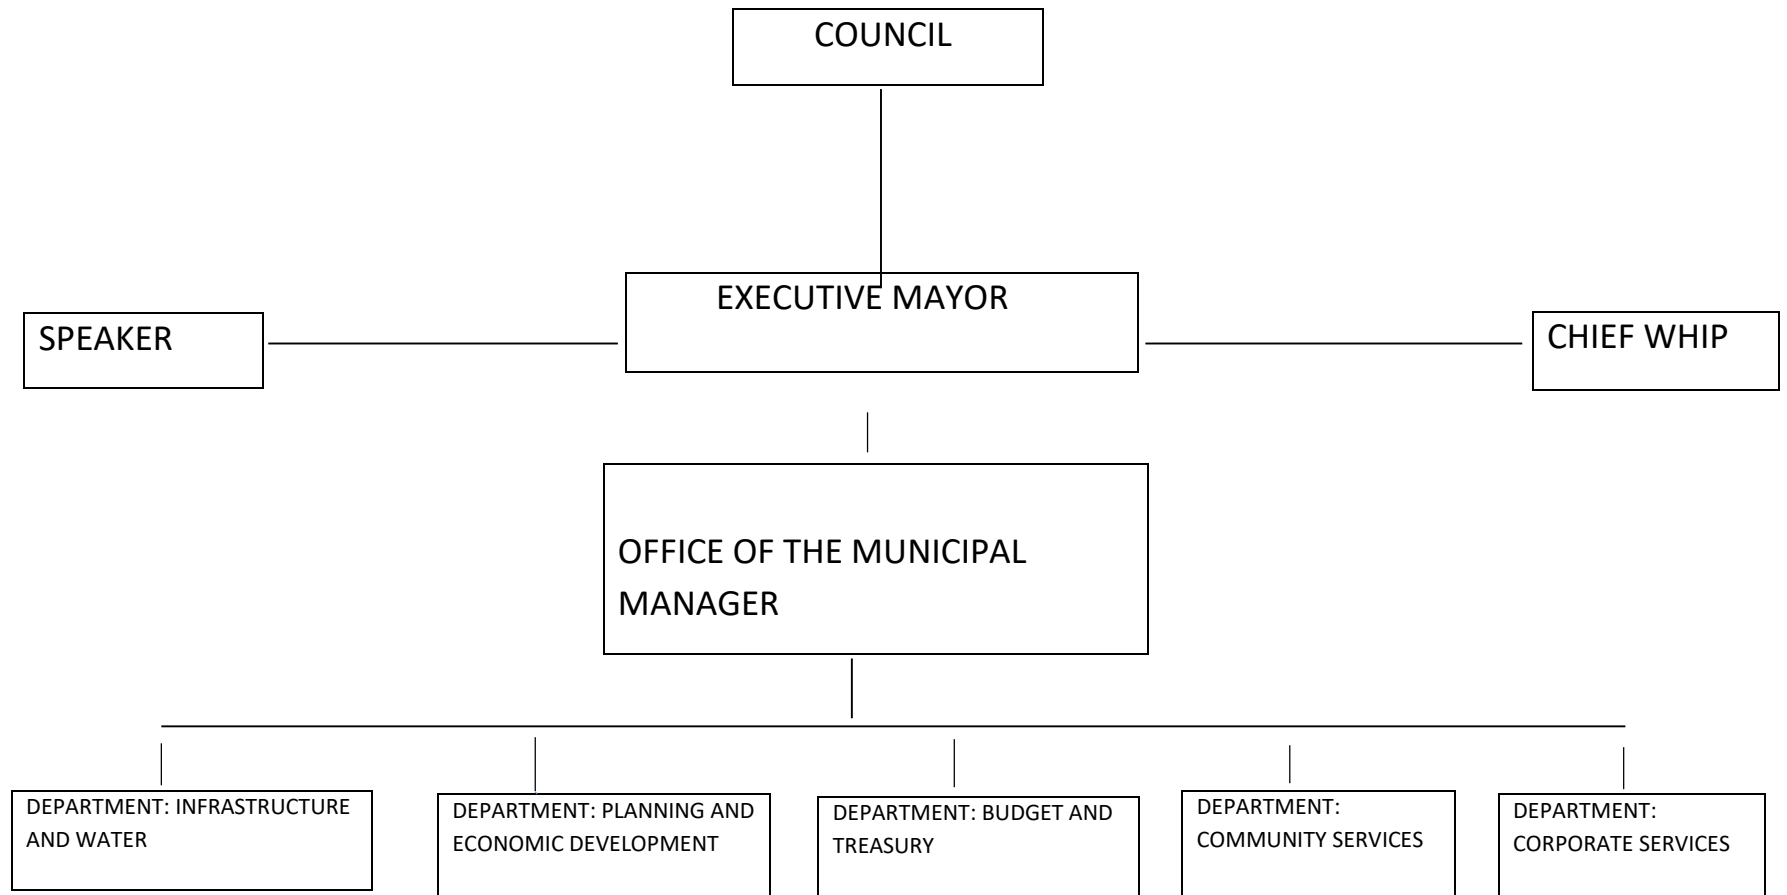 COUNCIL
EXECUTIVE MAYOR
SPEAKER
CHIEF WHIP
OFFICE OF THE MUNICIPAL
MANAGER
DEPARTMENT: INFRASTRUCTURE
AND WATER
DEPARTMENT: PLANNING AND
ECONOMIC DEVELOPMENT
DEPARTMENT: BUDGET AND
TREASURY
DEPARTMENT:
COMMUNITY SERVICES
DEPARTMENT:
CORPORATE SERVICES